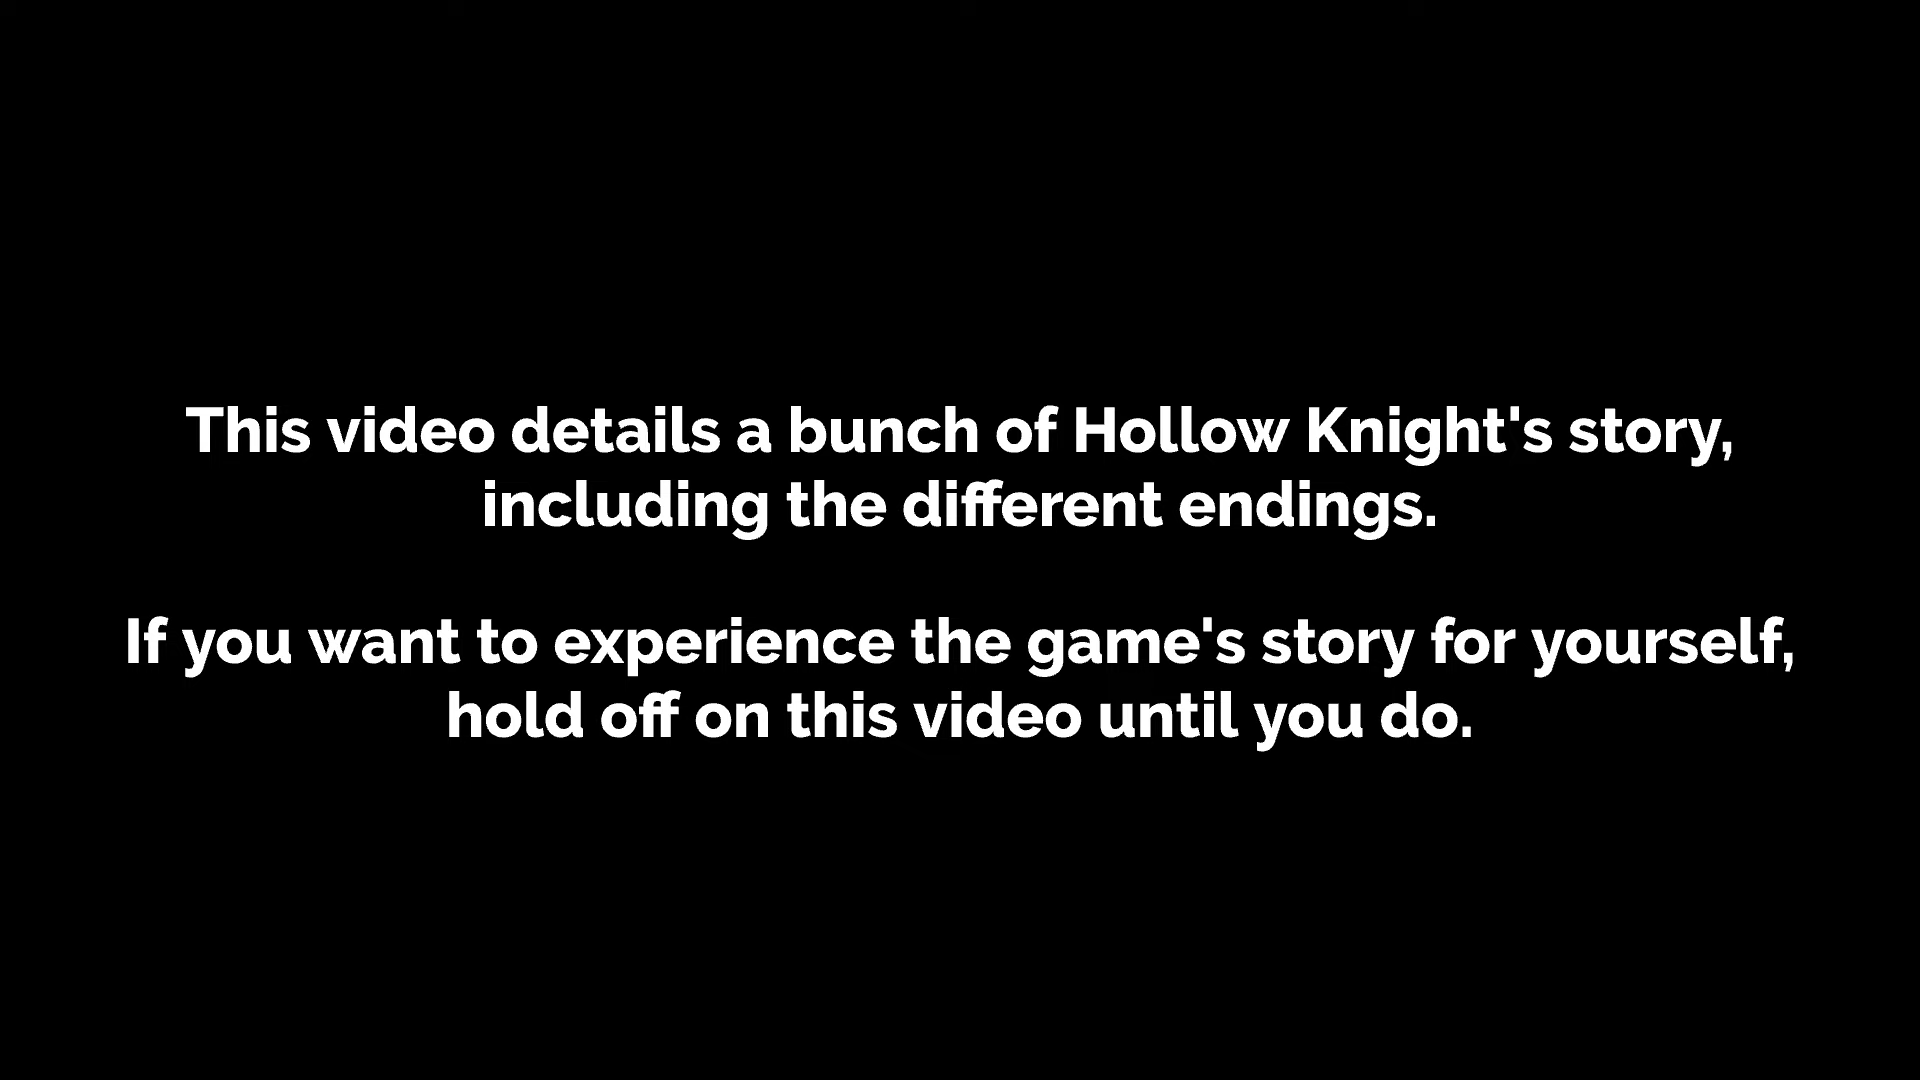 This video details a bunch of Hollow Knight's story,
including the different endings.
If you want to experience the game's story for yourself,
hold off on this video until you do.